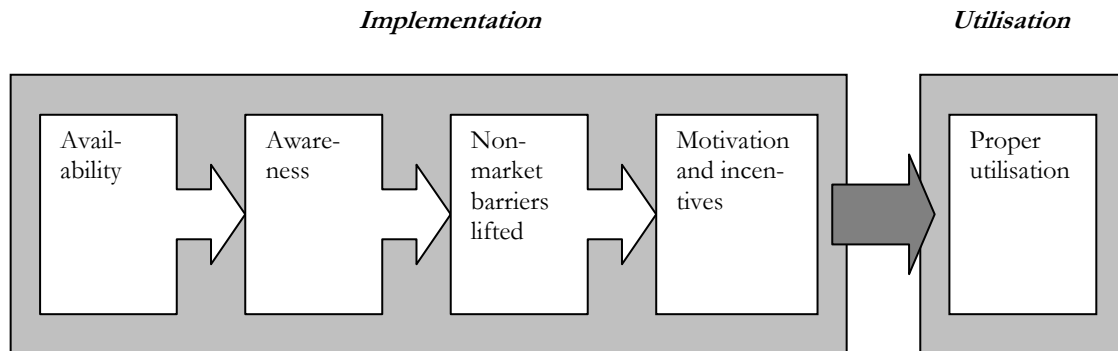 Implementation
Utilisation
Avail-
ability
Aware-
ness
Non-
market
barriers
lifted
Motivation
and incen-
tives
Proper
utilisation